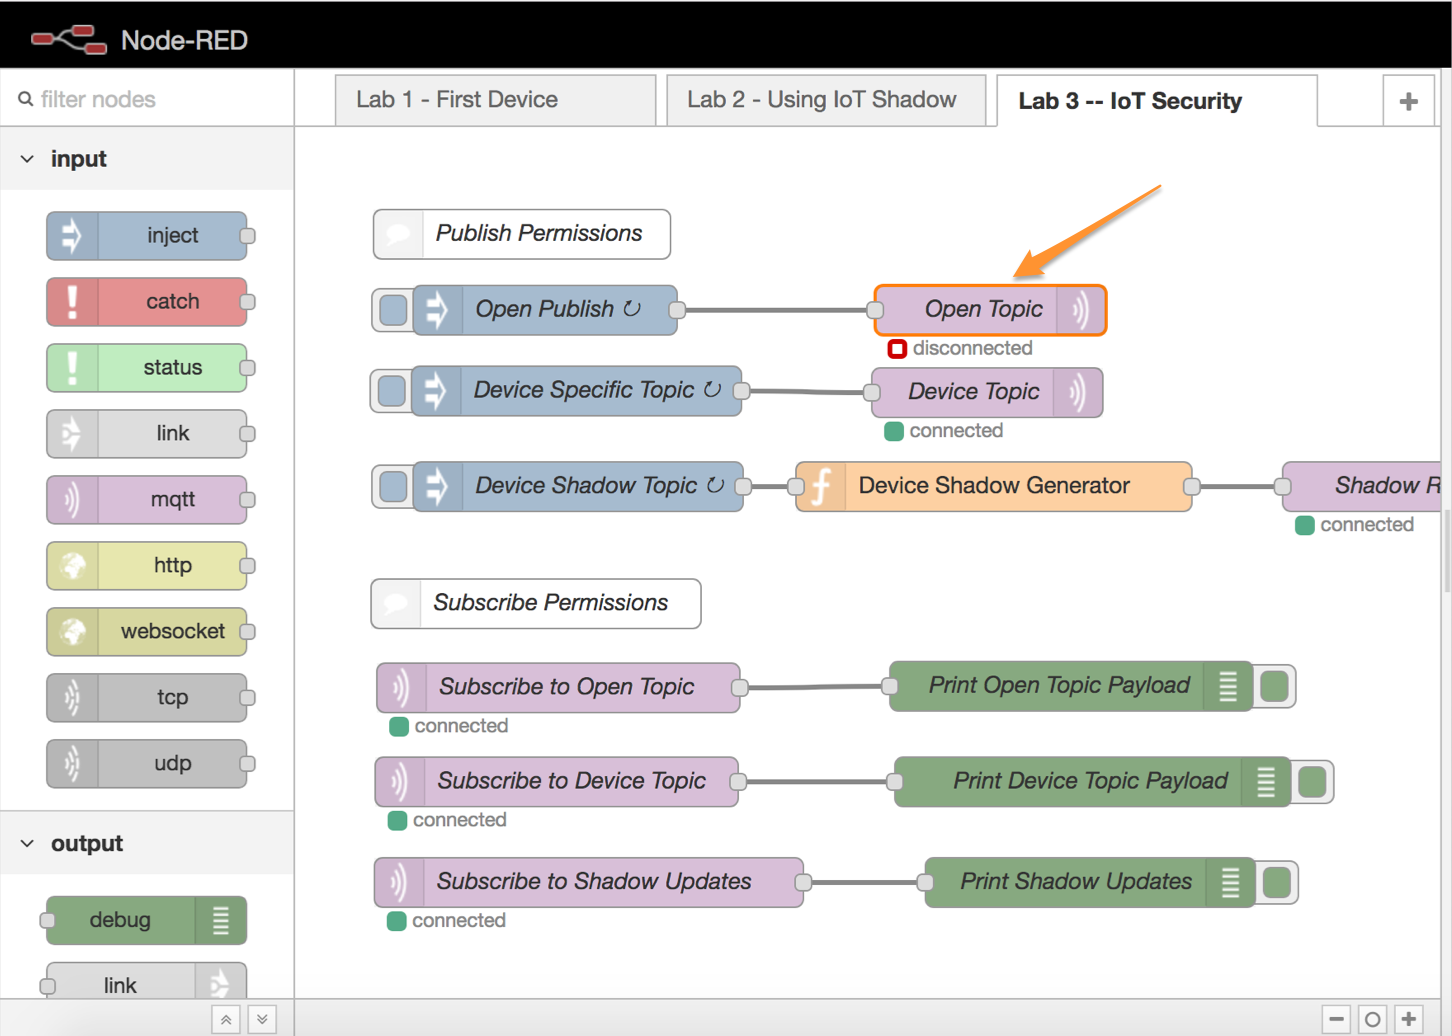 Node-RED
filter nodes
Lab 1 - First Device
Lab 2 - Using IoT Shadow
Lab 3 -- IoT Security
input
inject
catch
status
link
mqtt
http
websocket
tcp
udp
output
debug
link
Publish Permissions
Open Publish
Open Topic
disconnected
Device Specific Topic
Device Topic
connected
Device Shadow Topic
Device Shadow Generator
Shadow R
connected
Subscribe Permissions
Subscribe to Open Topic
Print Open Topic Payload
connected
Subscribe to Device Topic
Print Device Topic Payload
connected
Subscribe to Shadow Updates
Print Shadow Updates
connected